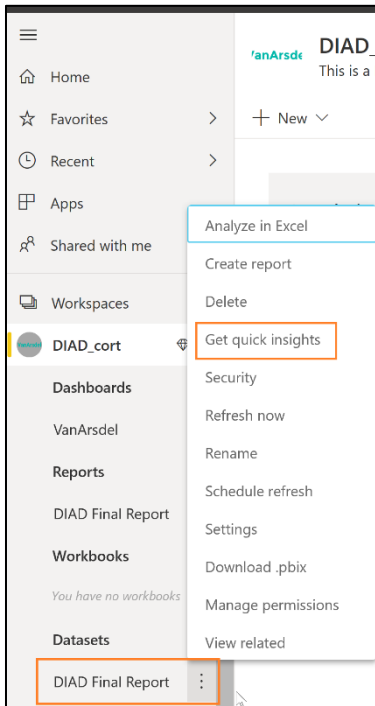 VanArsde
DIAD_
This is a
Home
Favorites
New
Recent
Apps
Shared with me
Analyze in Excel
Create report
Delete
Workspaces
Get quick insights
DIAD_cort
Security
Dashboards
Refresh now
VanArsdel
Rename
Reports
Schedule refresh
DIAD Final Report
Settings
Workbooks
Download .pbix
You have no workbooks
Manage permissions
Datasets
View related
DIAD Final Report